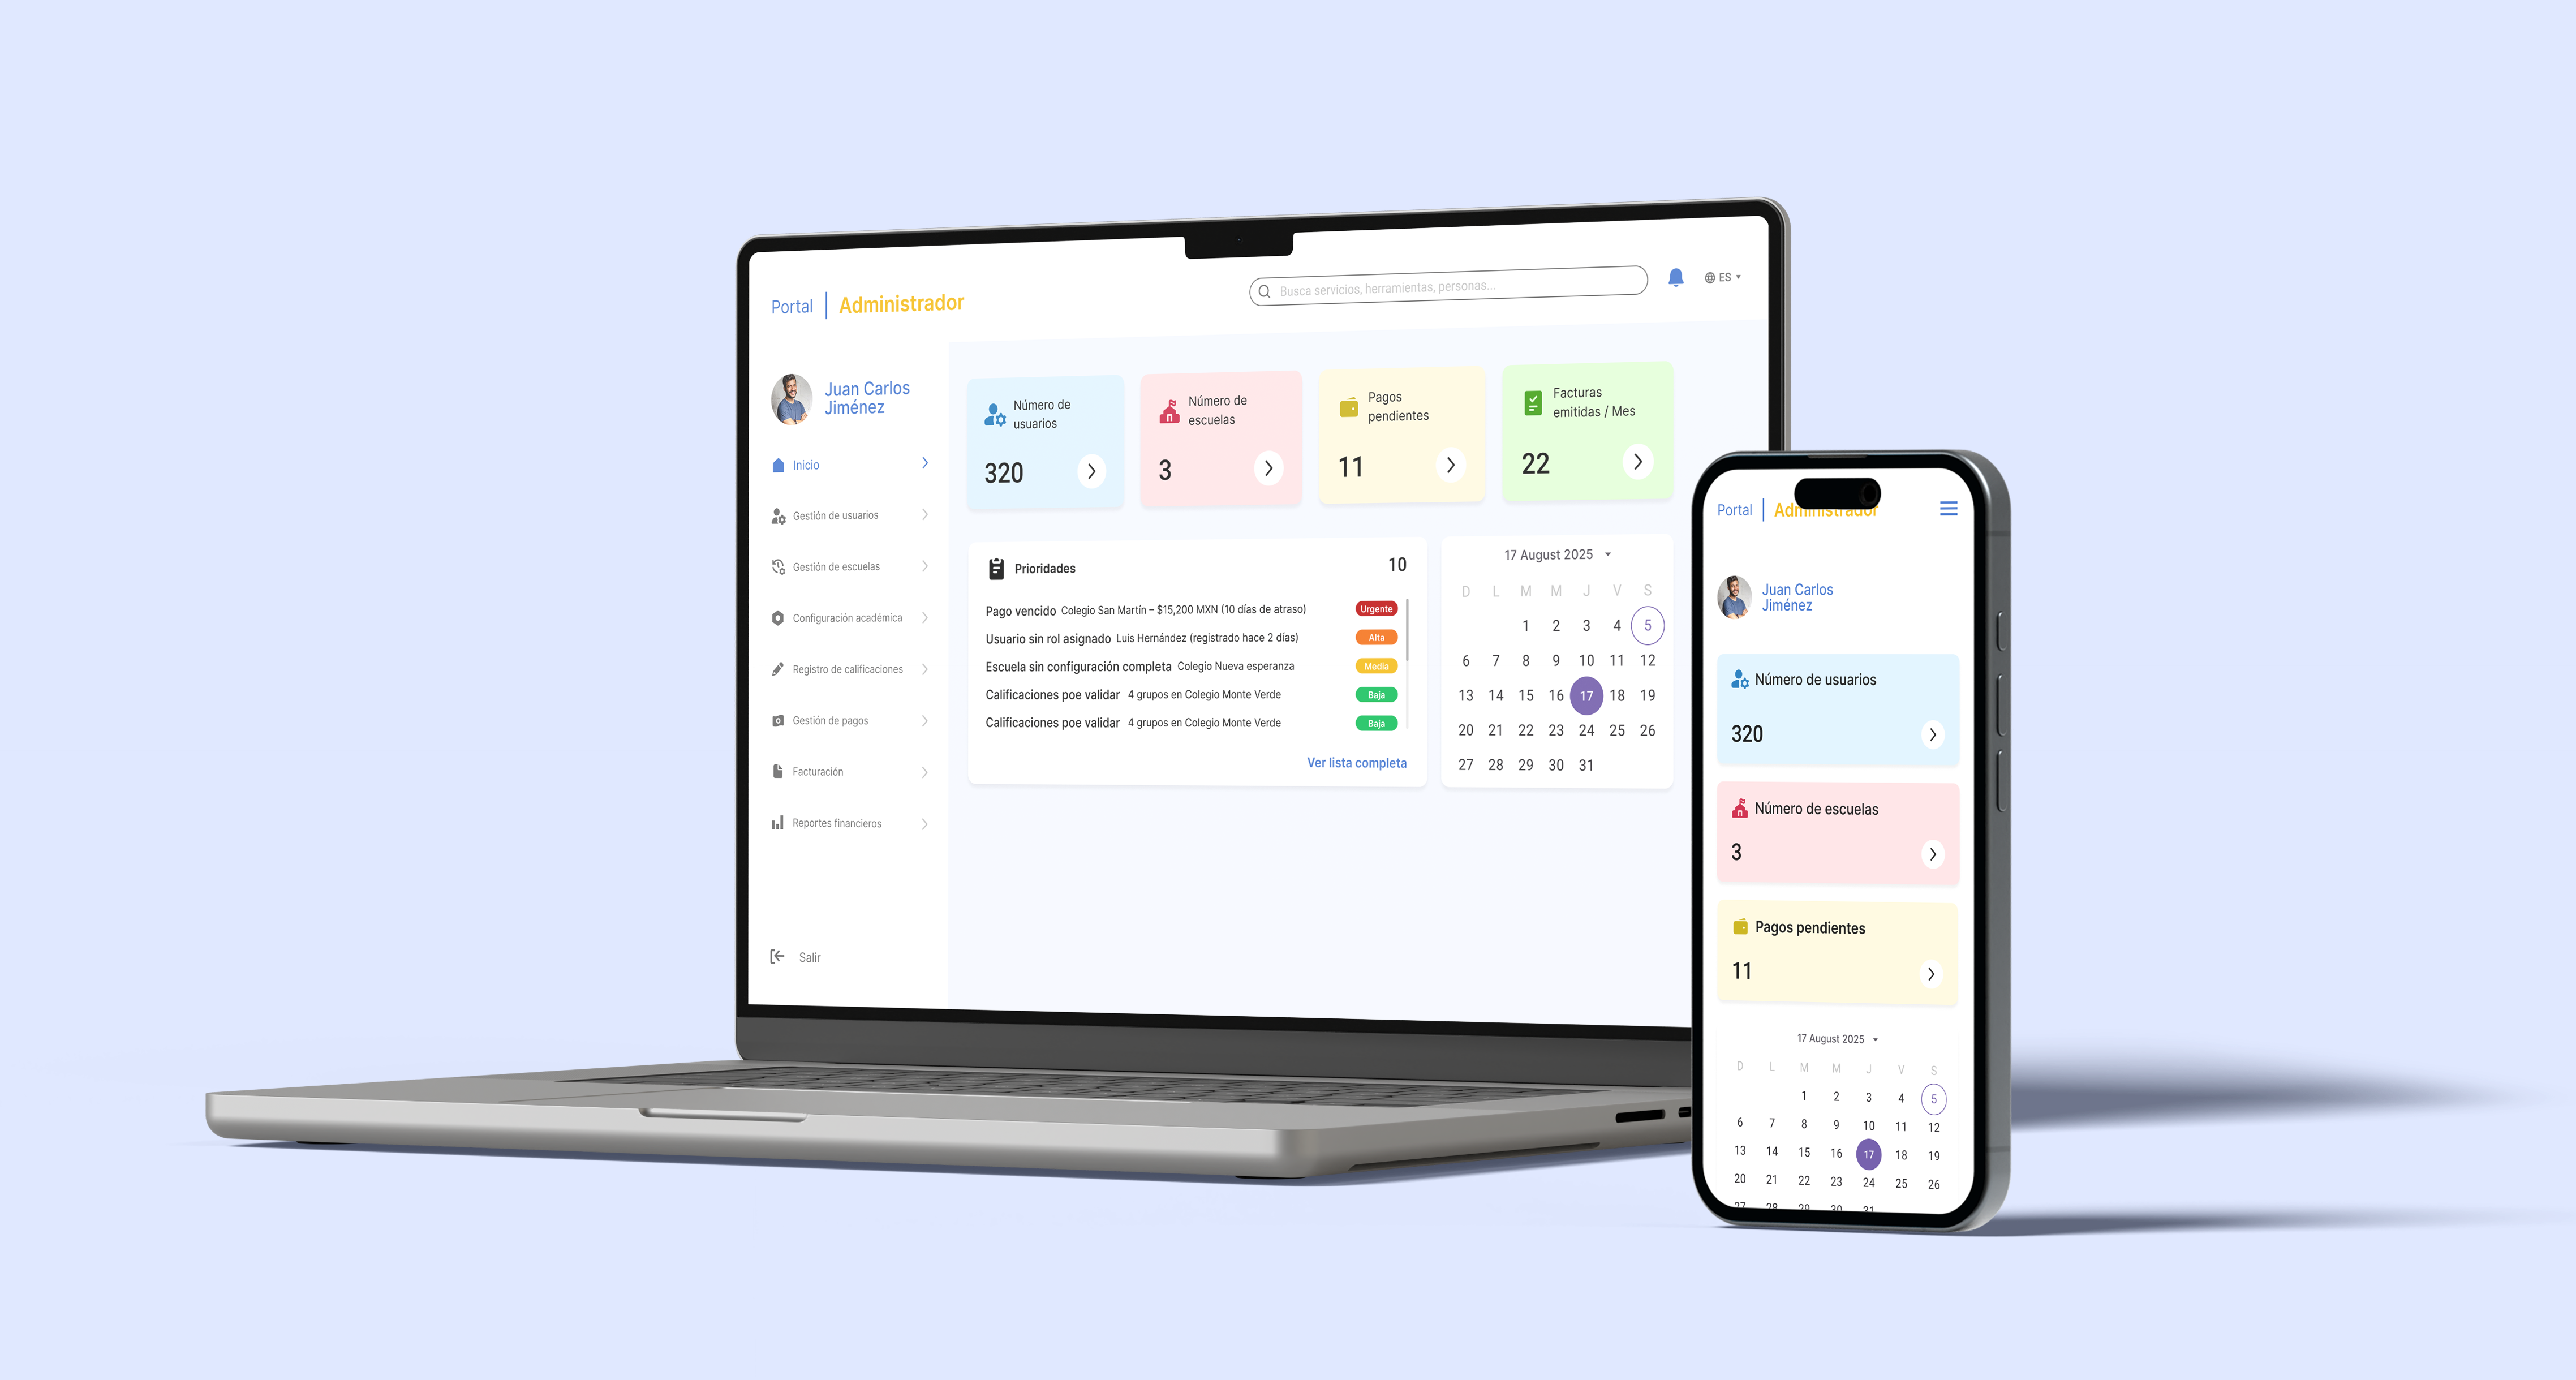 Portal | Administrador
Busca servicios, herramientas, personas...
ES
Juan Carlos
Jiménez
Inicio
Gestión de usuarios
Gestión de escuelas
Configuración académica
Registro de calificaciones
Gestión de pagos
Facturación
Reportes financieros
Salir
Número de
usuarios
320
Número de
escuelas
3
Pagos
pendientes
11
Facturas
emitidas / Mes
22
Prioridades
10
Pago vencido Colegio San Martín – $15,200 MXN (10 días de atraso) Urgente
Usuario sin rol asignado Luis Hernández (registrado hace 2 días) Alta
Escuela sin configuración completa Colegio Nueva esperanza Media
Calificaciones poe validar 4 grupos en Colegio Monte Verde Baja
Calificaciones poe validar 4 grupos en Colegio Monte Verde Baja
Ver lista completa
17 August 2025
D L M M J V S
1 2 3 4 5
6 7 8 9 10 11 12
13 14 15 16 17 18 19
20 21 22 23 24 25 26
27 28 29 30 31
Portal | Administrador
Juan Carlos
Jiménez
Número de usuarios
320
Número de escuelas
3
Pagos pendientes
11
17 August 2025
D L M M J V S
1 2 3 4 5
6 7 8 9 10 11 12
13 14 15 16 17 18 19
20 21 22 23 24 25 26
27 28 29 30 31